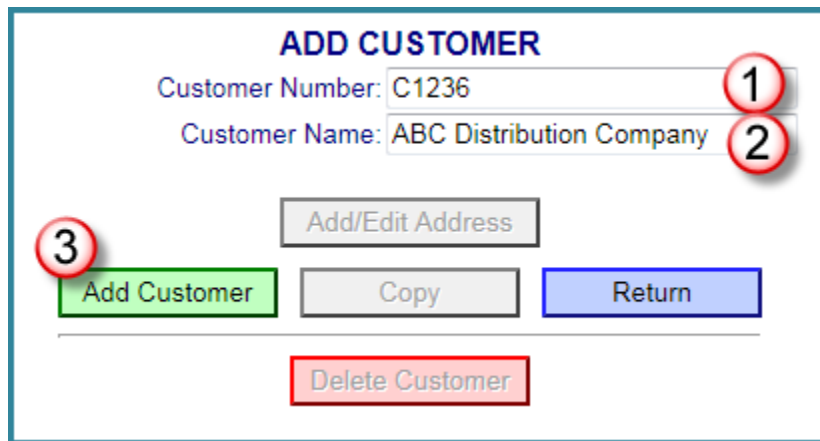 ADD CUSTOMER
Customer Number: C1236 1
Customer Name: ABC Distribution Company 2
Add/Edit Address
3
Add Customer Copy Return
Delete Customer